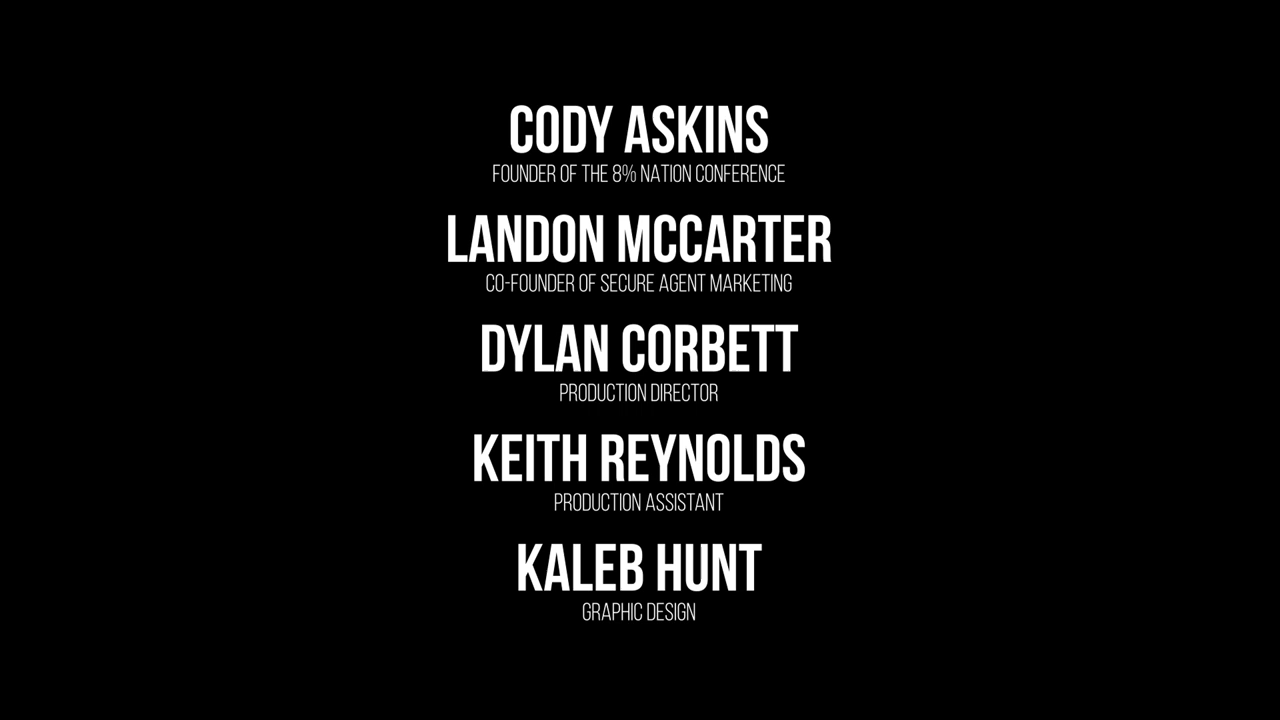 CODY ASKINS
FOUNDER OF THE 8% NATION CONFERENCE
LANDON MCCARTER
CO-FOUNDER OF SECURE AGENT MARKETING
DYLAN CORBETT
PRODUCTION DIRECTOR
KEITH REYNOLDS
PRODUCTION ASSISTANT
KALEB HUNT
GRAPHIC DESIGN